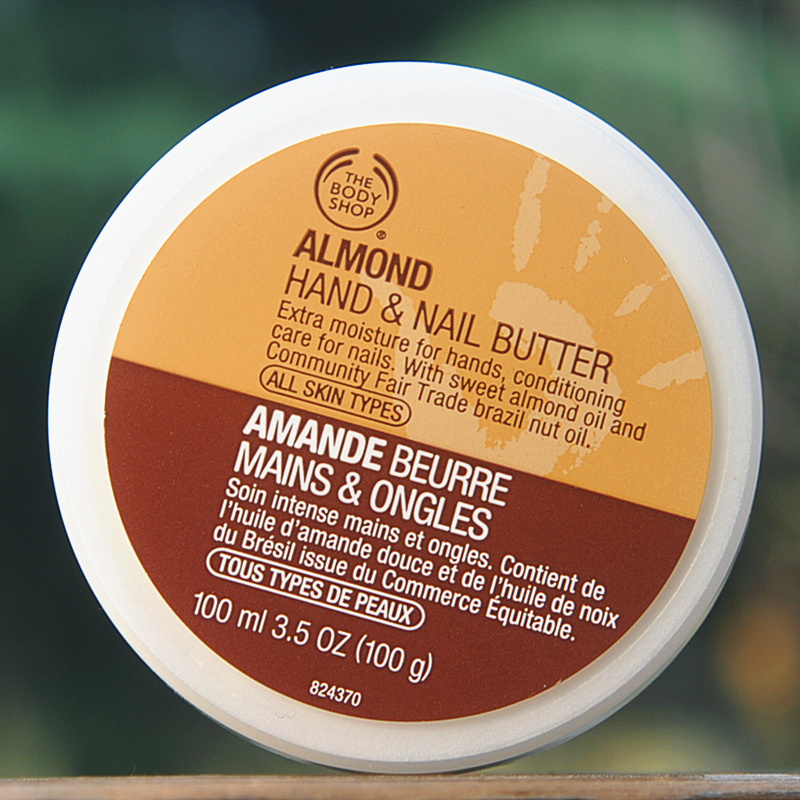 THE
BODY
SHOP
®
ALMOND
HAND & NAIL BUTTER
Extra moisture for hands, conditioning
care for nails. With sweet almond oil and
Community Fair Trade brazil nut oil.
ALL SKIN TYPES
AMANDE BEURRE
MAINS & ONGLES
Soin intense mains et ongles. Contient de
l'huile d'amande douce et de l'huile de noix
du Brésil issue du Commerce Équitable.
TOUS TYPES DE PEAUX
100 ml 3.5 OZ (100 g)
824370